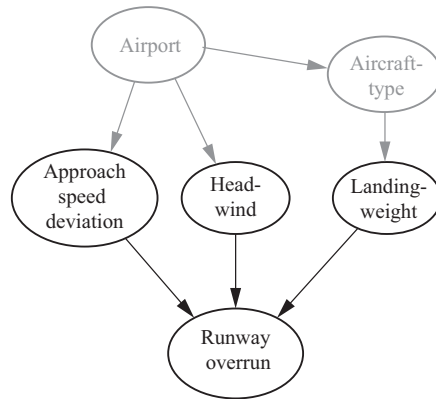 Airport
Aircraft-
type
Approach
speed
deviation
Head-
wind
Landing-
weight
Runway
overrun